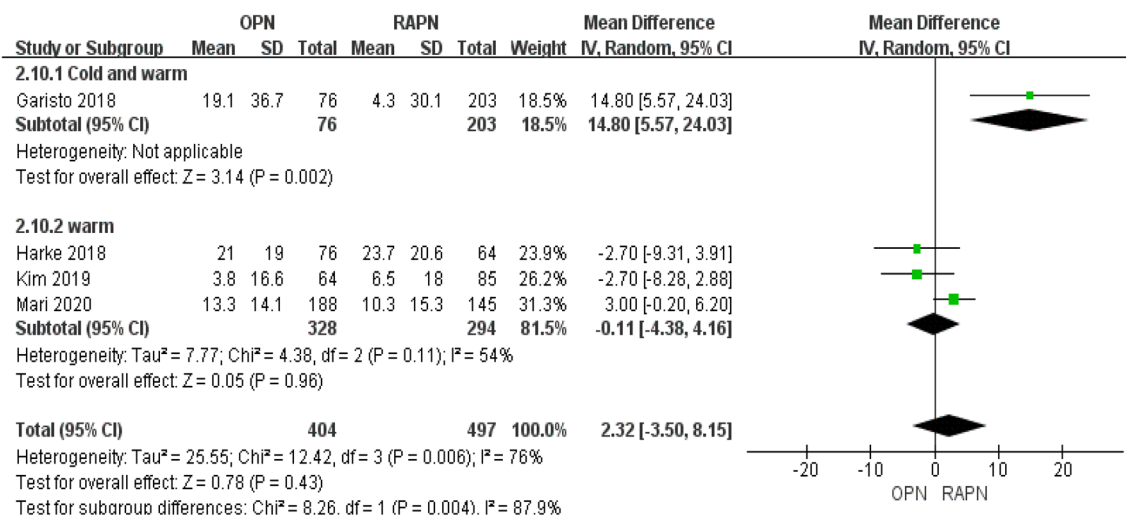 OPN RAPN Mean Difference Mean Difference
Study or Subgroup Mean SD Total Mean SD Total Weight IV, Random, 95% CI IV, Random, 95% CI
2.10.1 Cold and warm
Garisto 2018 19.1 36.7 76 4.3 30.1 203 18.5% 14.80 [5.57, 24.03]
Subtotal (95% CI) 76 203 18.5% 14.80 [5.57, 24.03]
Heterogeneity: Not applicable
Test for overall effect: Z = 3.14 (P = 0.002)
2.10.2 warm
Harke 2018 21 19 76 23.7 20.6 64 23.9% -2.70 [-9.31, 3.91]
Kim 2019 3.8 16.6 64 6.5 18 85 26.2% -2.70 [-8.28, 2.88]
Mari 2020 13.3 14.1 188 10.3 15.3 145 31.3% 3.00 [-0.20, 6.20]
Subtotal (95% CI) 328 294 81.5% -0.11 [-4.38, 4.16]
Heterogeneity: Tau² = 7.77; Chi² = 4.38, df = 2 (P = 0.11); I² = 54%
Test for overall effect: Z = 0.05 (P = 0.96)
Total (95% CI) 404 497 100.0% 2.32 [-3.50, 8.15]
Heterogeneity: Tau² = 25.55; Chi² = 12.42, df = 3 (P = 0.006); I² = 76%
Test for overall effect: Z = 0.78 (P = 0.43)
Test for subgroup differences: Chi² = 8.26, df = 1 (P = 0.004), I² = 87.9%
-20 -10 0 10 20
OPN RAPN